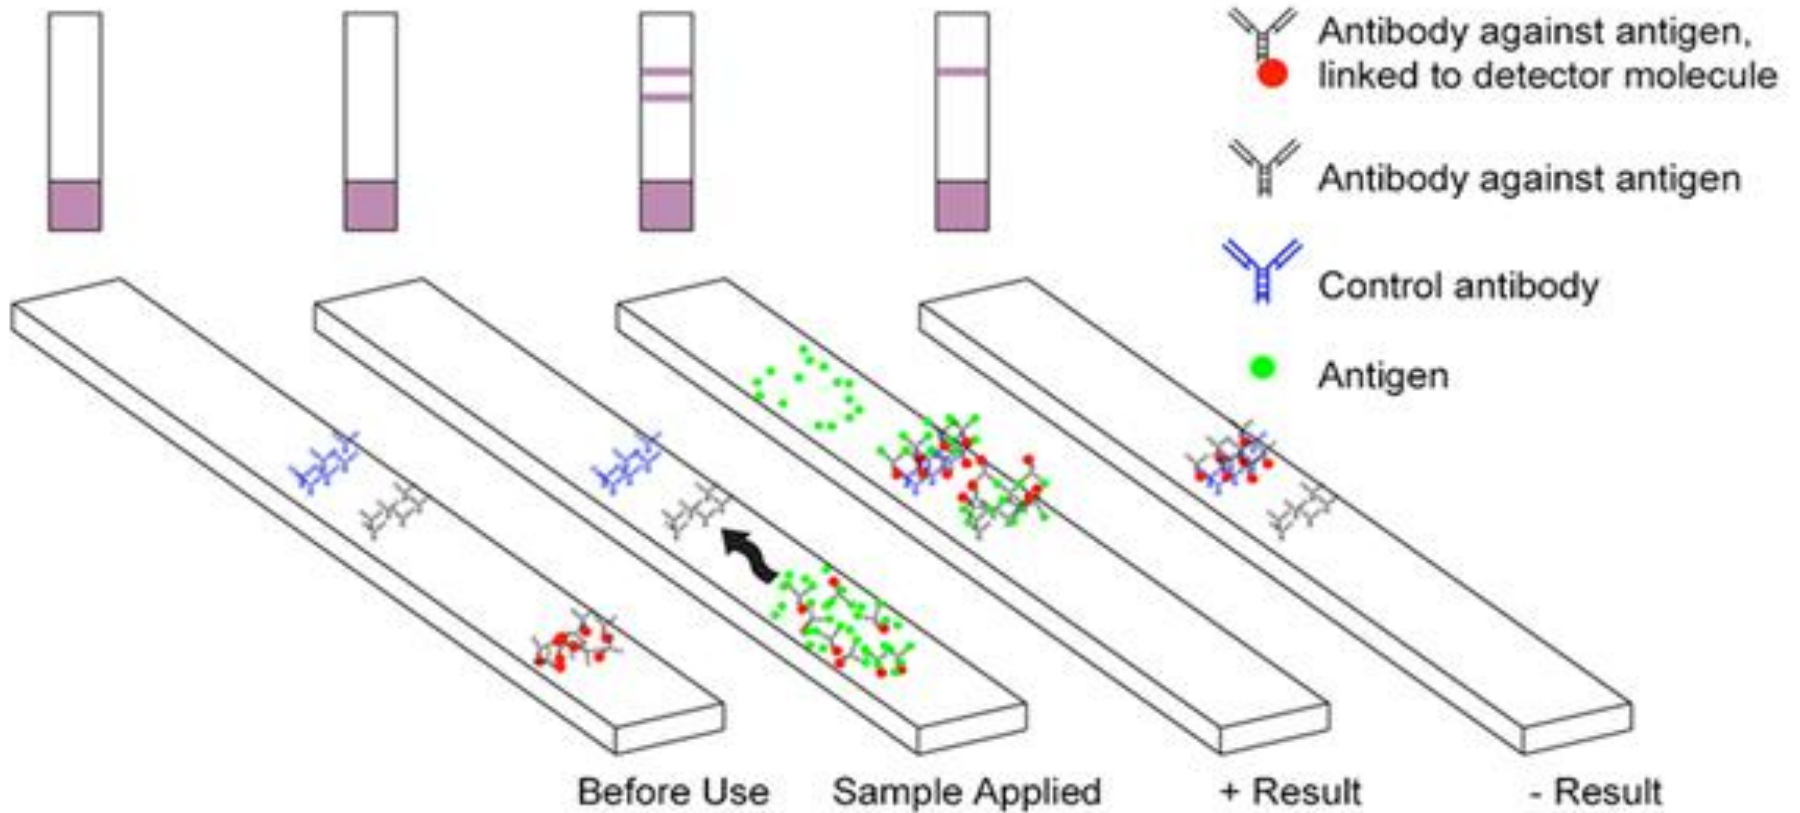 Antibody against antigen,
linked to detector molecule
Antibody against antigen
Control antibody
Antigen
Before Use
Sample Applied
+ Result
- Result